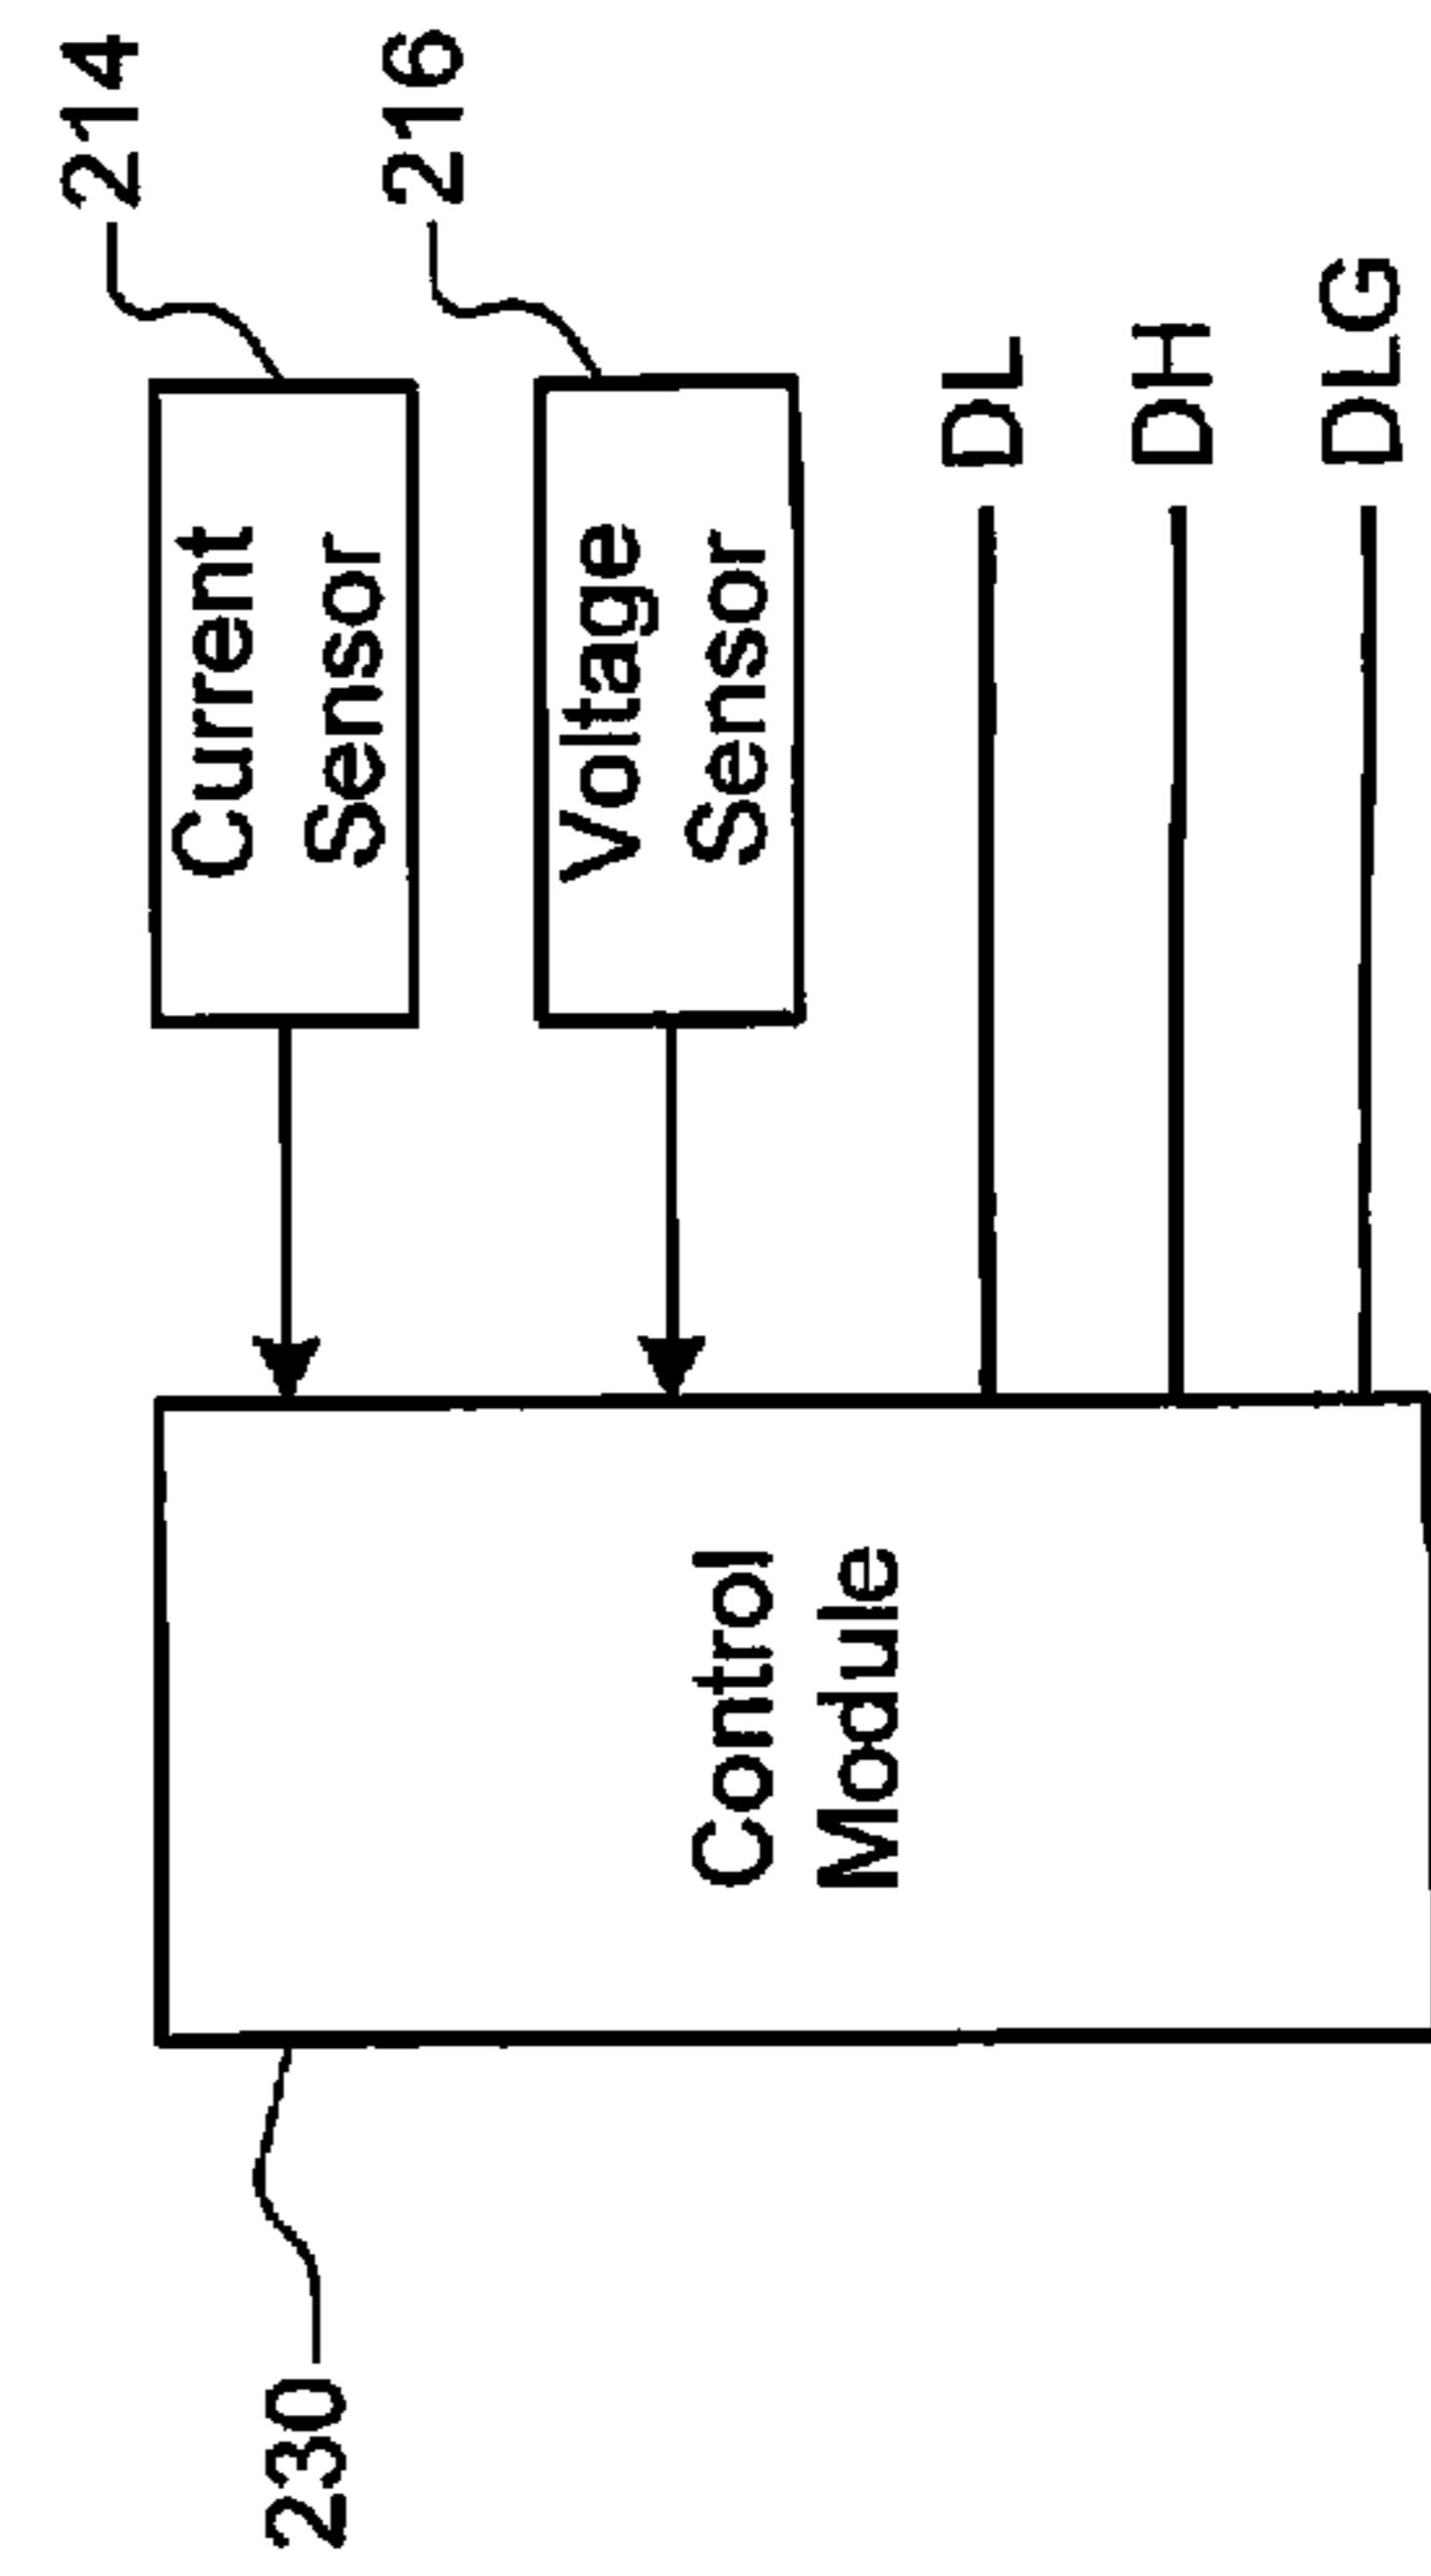 230
Control
Module
Current
Sensor
214
Voltage
Sensor
216
DL
DH
DLG